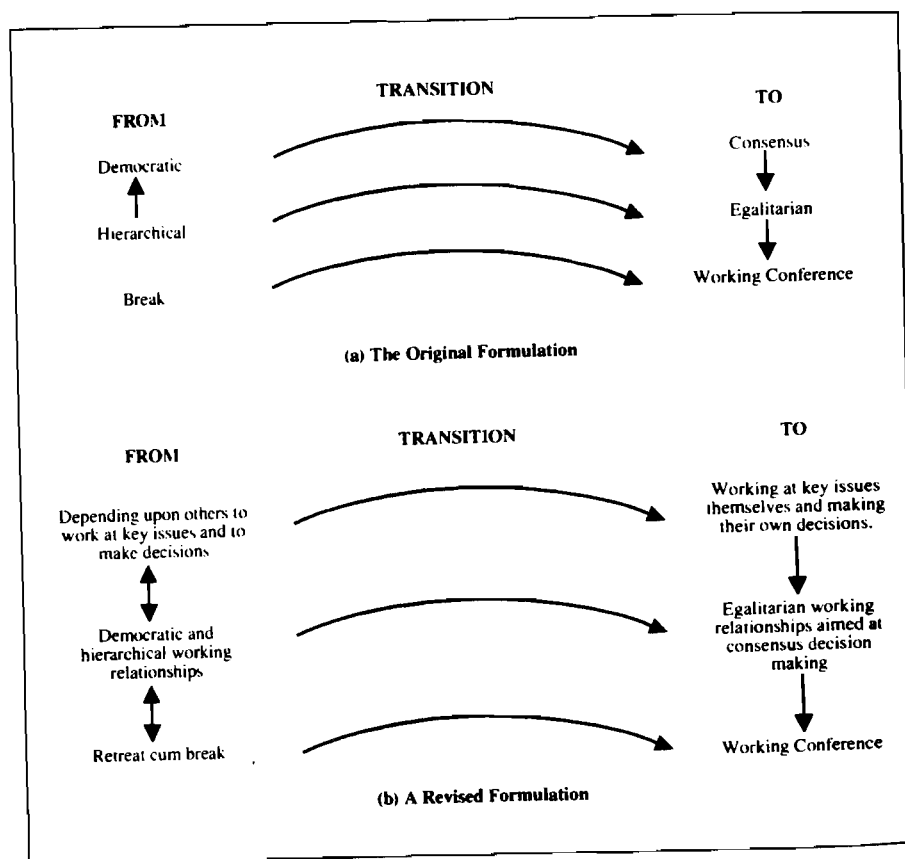 TRANSITION
FROM
TO
Democratic
Consensus
Hierarchical
Egalitarian
Break
Working Conference
(a) The Original Formulation
TRANSITION
FROM
TO
Depending upon others to
work at key issues and to
make decisions
Working at key issues
themselves and making
their own decisions.
Democratic and
hierarchical working
relationships
Egalitarian working
relationships aimed at
consensus decision
making
Retreat cum break
Working Conference
(b) A Revised Formulation